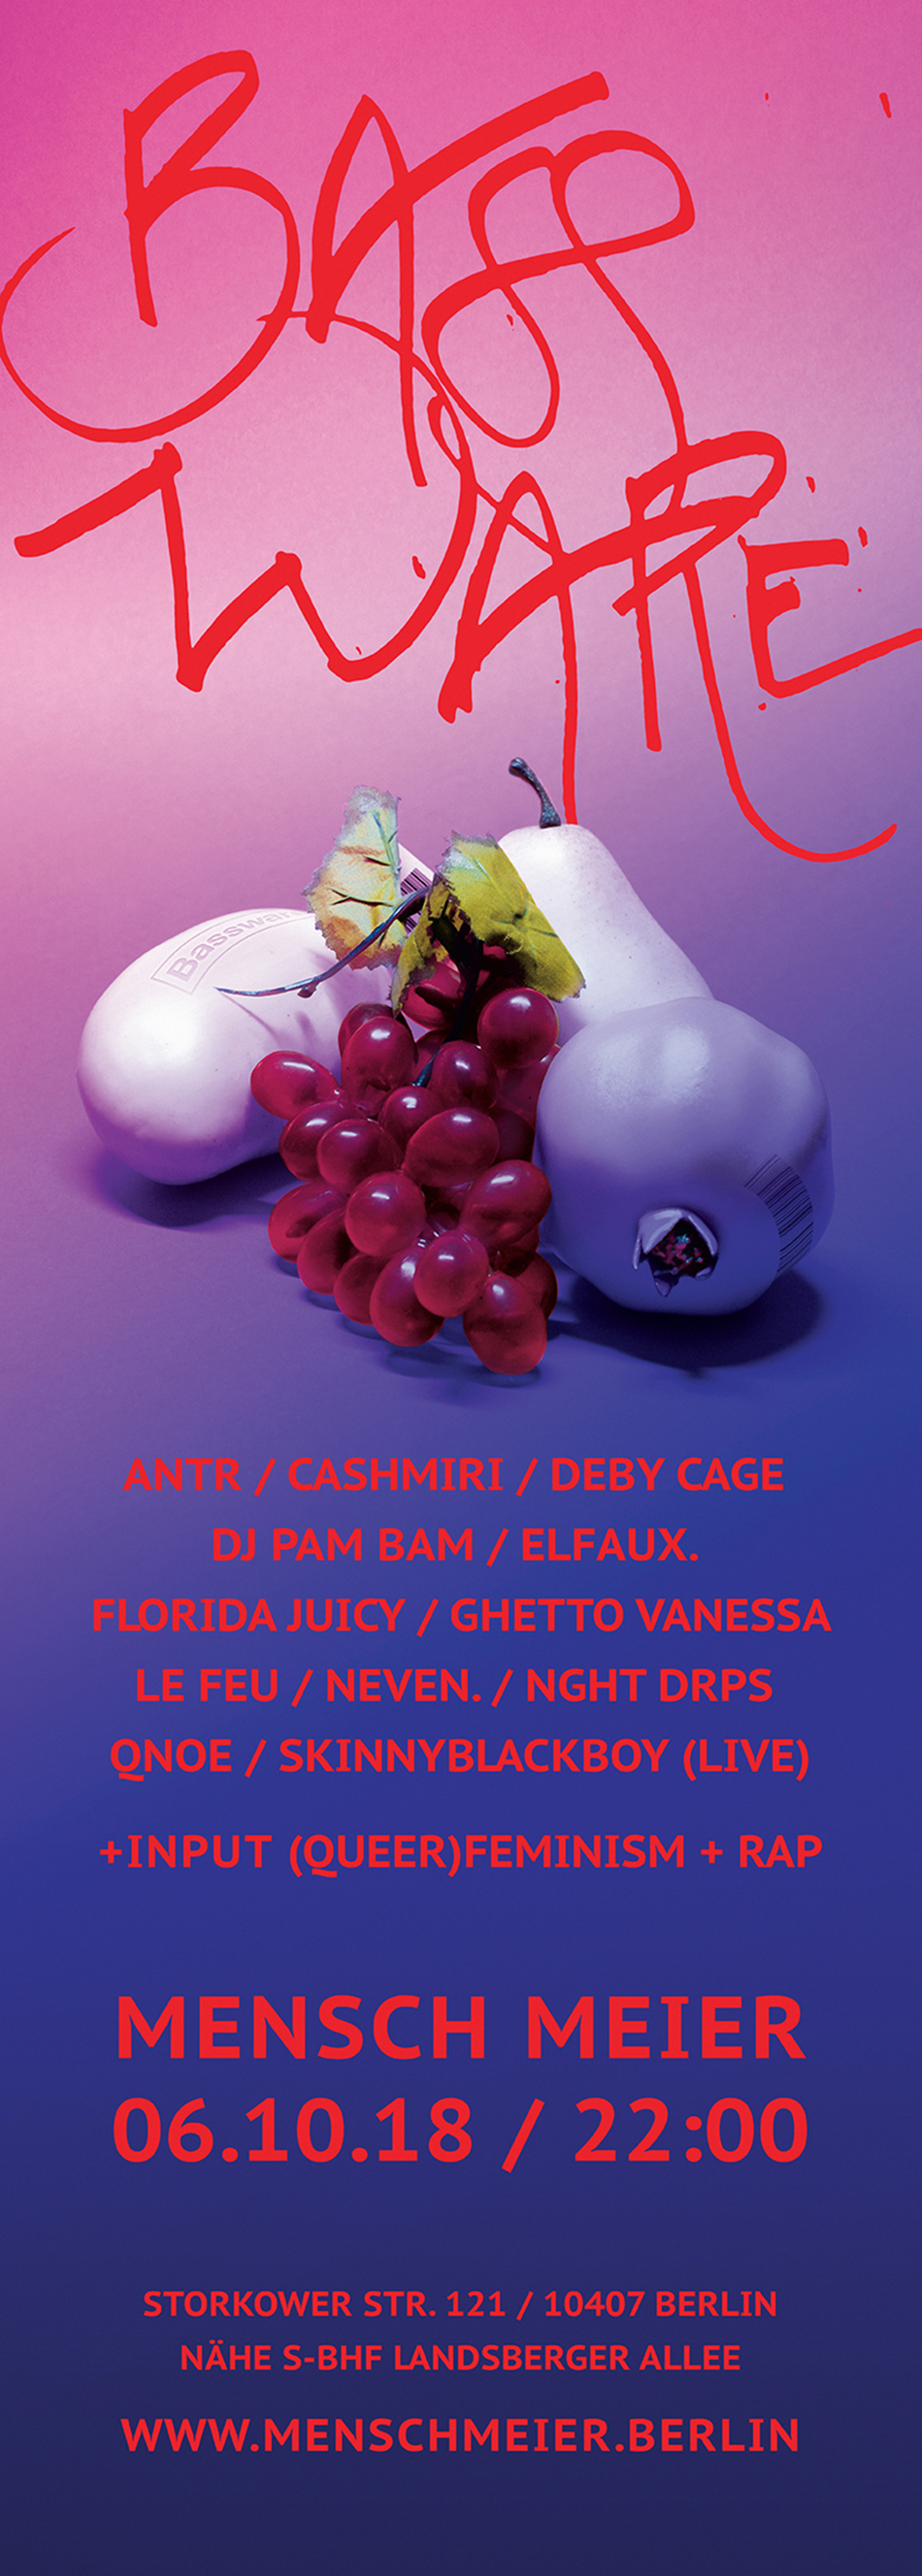 BASS
WARE
Bassware
ANTR / CASHMIRI / DEBY CAGE
DJ PAM BAM / ELFAUX.
FLORIDA JUICY / GHETTO VANESSA
LE FEU / NEVEN. / NGHT DRPS
QNOE / SKINNYBLACKBOY (LIVE)
+INPUT (QUEER)FEMINISM + RAP
MENSCH MEIER
06.10.18 / 22:00
STORKOWER STR. 121 / 10407 BERLIN
NÄHE S-BHF LANDSBERGER ALLEE
WWW.MENSCHMEIER.BERLIN